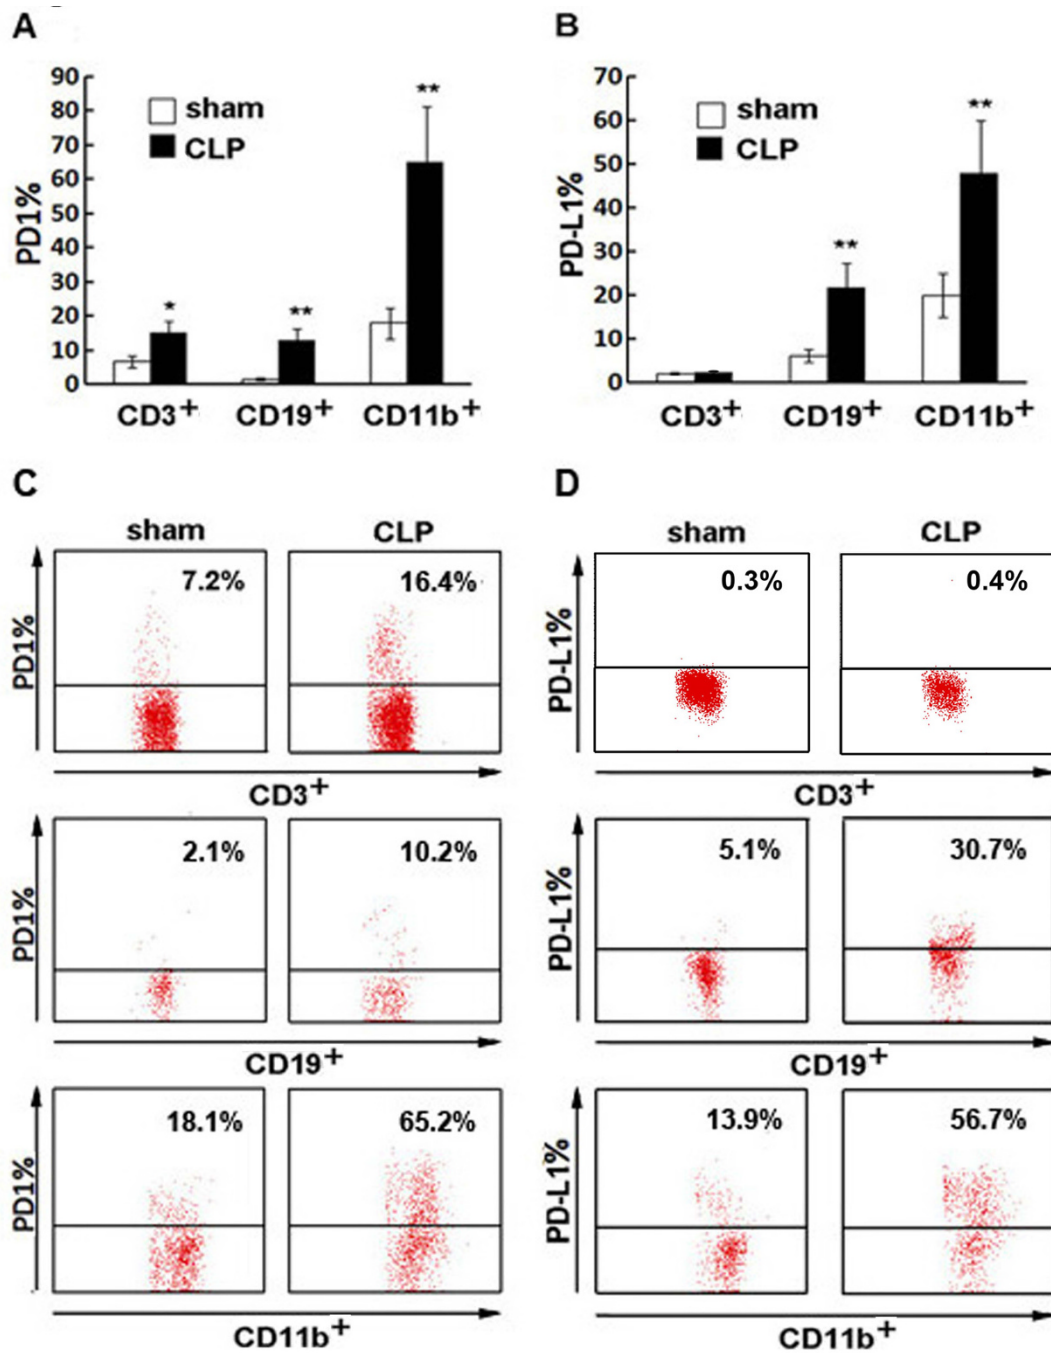 A
PD1%
90
80
70
60
50
40
30
20
10
0
sham
CLP
*
**
**
CD3+
CD19+
CD11b+
B
PD-L1%
70
60
50
40
30
20
10
0
sham
CLP
**
**
CD3+
CD19+
CD11b+
C
sham
CLP
PD1%
7.2%
16.4%
CD3+
PD1%
2.1%
10.2%
CD19+
PD1%
18.1%
65.2%
CD11b+
D
sham
CLP
PD-L1%
0.3%
0.4%
CD3+
PD-L1%
5.1%
30.7%
CD19+
PD-L1%
13.9%
56.7%
CD11b+